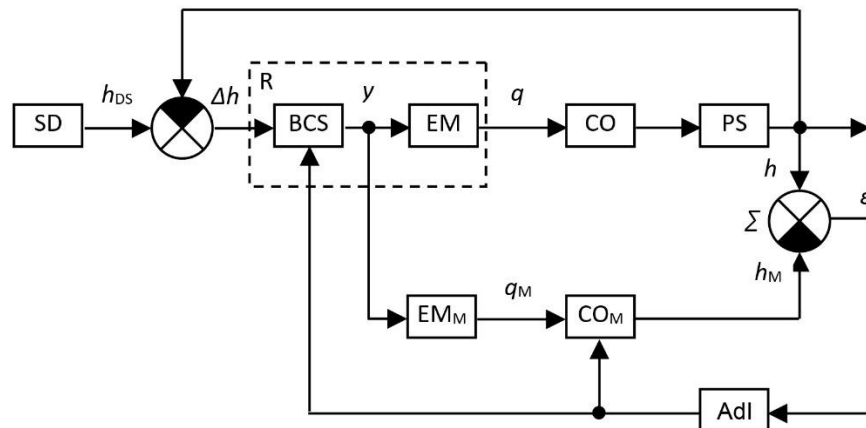 R
SD
h_DS
Δh
BCS
y
EM
q
CO
PS
h
Σ
ε
h_M
EM_M
q_M
CO_M
AdI